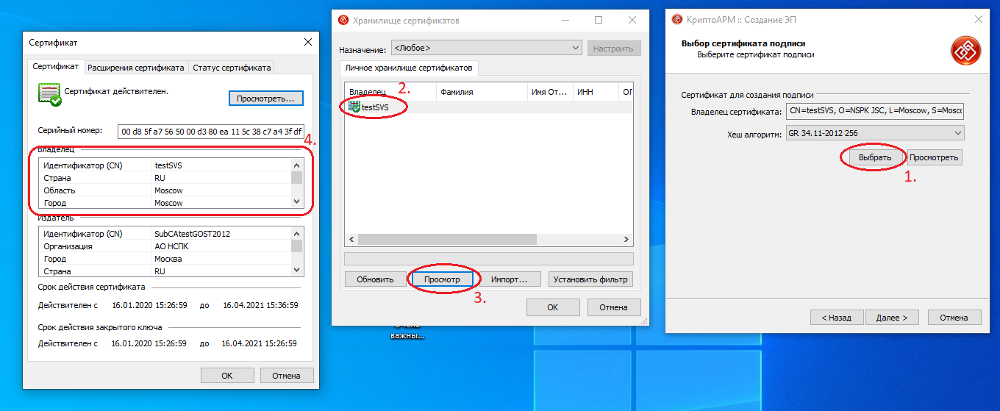 Сертификат
Сертификат Расширения сертификата Статус сертификата
Сертификат действителен.
Просмотреть...
Серийный номер: 00 d8 5f a7 56 50 00 d3 80 ea 11 5c 38 c7 a4 3f df
4.
Владелец
Идентификатор (CN) testSVS
Страна RU
Область Moscow
Город Moscow
Издатель
Идентификатор (CN) SubCAtestGOST2012
Организация АО НСПК
Город Москва
Страна RU
Срок действия сертификата
Действителен с 16.01.2020 15:26:59 до 16.04.2021 15:36:59
Срок действия закрытого ключа
Действителен с 16.01.2020 15:26:59 до 16.04.2021 15:26:59
ОК Отмена
Хранилище сертификатов
Назначение: <Любое> Настроить
Личное хранилище сертификатов
Владелец 2. Фамилия Имя От... ИНН ОГ
testSVS
Обновить Просмотр Импорт... Установить фильтр
3.
ОК Отмена
важны...
КриптоАРМ :: Создание ЭП
Выбор сертификата подписи
Выберите сертификат подписи
Сертификат для создания подписи
Владелец сертификата: CN=testSVS, O=NSPK JSC, L=Moscow, S=Mosco
Хеш алгоритм: GR 34.11-2012 256
Выбрать Просмотреть
1.
< Назад Далее > Отмена